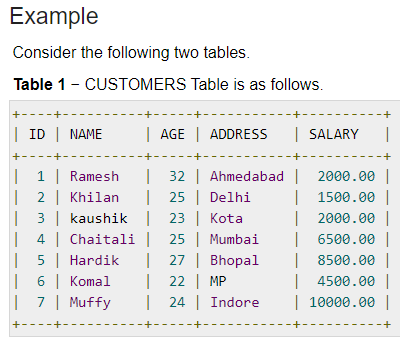 Example
Consider the following two tables.
Table 1 − CUSTOMERS Table is as follows.
+----+----------+-----+-----------+----------+
| ID | NAME     | AGE | ADDRESS   | SALARY   |
+----+----------+-----+-----------+----------+
|  1 | Ramesh   |  32 | Ahmedabad |  2000.00 |
|  2 | Khilan   |  25 | Delhi     |  1500.00 |
|  3 | kaushik  |  23 | Kota      |  2000.00 |
|  4 | Chaitali |  25 | Mumbai    |  6500.00 |
|  5 | Hardik   |  27 | Bhopal    |  8500.00 |
|  6 | Komal    |  22 | MP        |  4500.00 |
|  7 | Muffy    |  24 | Indore    | 10000.00 |
+----+----------+-----+-----------+----------+